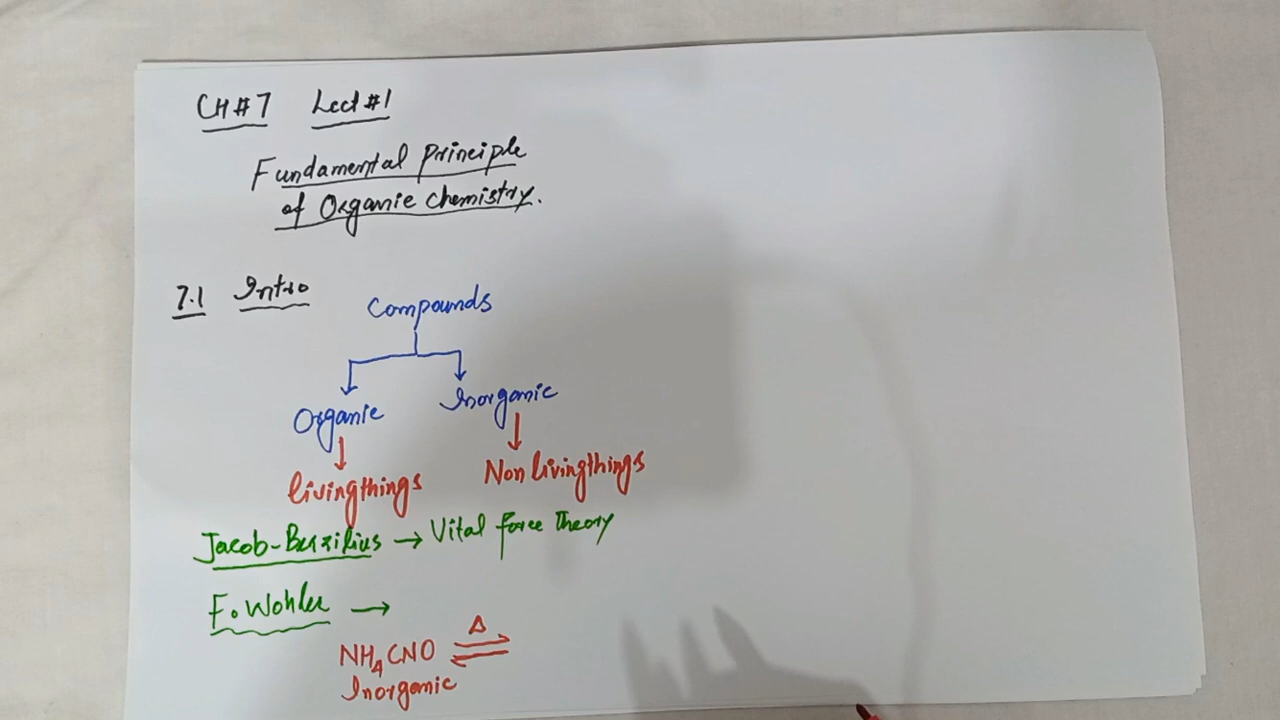 CH#7 Lect#1
Fundamental Principle
of Organic Chemistry.
7.1 Intro
Compounds
Organic Inorganic
livingthings Non livingthings
Jacob-Berzilius → Vital force Theory
F. Wohler →
NH₄CNO ⇌ Δ
Inorganic